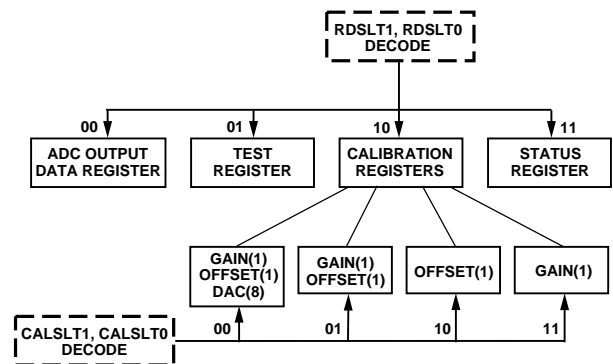 RDSLT1, RDSLT0
DECODE
00
01
10
11
ADC OUTPUT
DATA REGISTER
TEST
REGISTER
CALIBRATION
REGISTERS
STATUS
REGISTER
GAIN(1)
OFFSET(1)
DAC(8)
GAIN(1)
OFFSET(1)
OFFSET(1)
GAIN(1)
CALSLT1, CALSLT0
DECODE
00
01
10
11